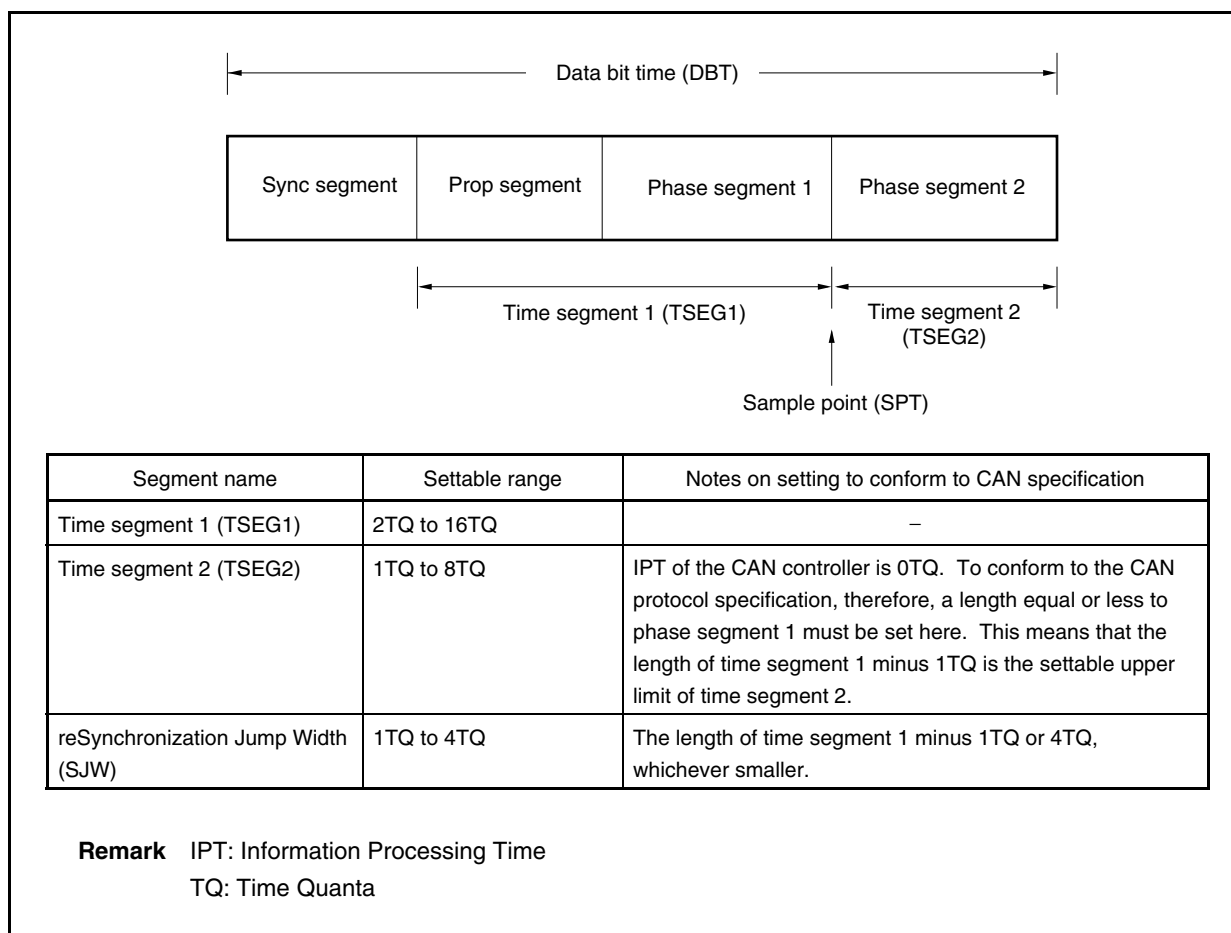 Data bit time (DBT)
Sync segment
Prop segment
Phase segment 1
Phase segment 2
Time segment 1 (TSEG1)
Time segment 2
(TSEG2)
Sample point (SPT)
Segment name
Settable range
Notes on setting to conform to CAN specification
Time segment 1 (TSEG1)
2TQ to 16TQ
–
Time segment 2 (TSEG2)
1TQ to 8TQ
IPT of the CAN controller is 0TQ. To conform to the CAN
protocol specification, therefore, a length equal or less to
phase segment 1 must be set here. This means that the
length of time segment 1 minus 1TQ is the settable upper
limit of time segment 2.
reSynchronization Jump Width
(SJW)
1TQ to 4TQ
The length of time segment 1 minus 1TQ or 4TQ,
whichever smaller.
Remark IPT: Information Processing Time
TQ: Time Quanta